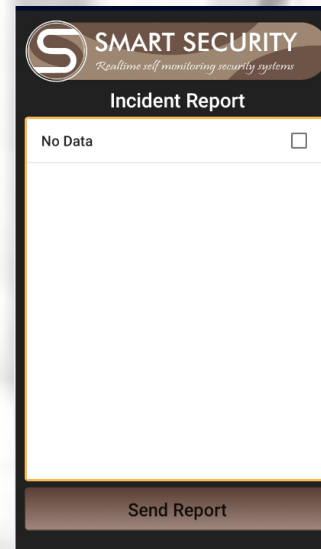 SMART SECURITY
Realtime self monitoring security systems
Incident Report
No Data
Send Report